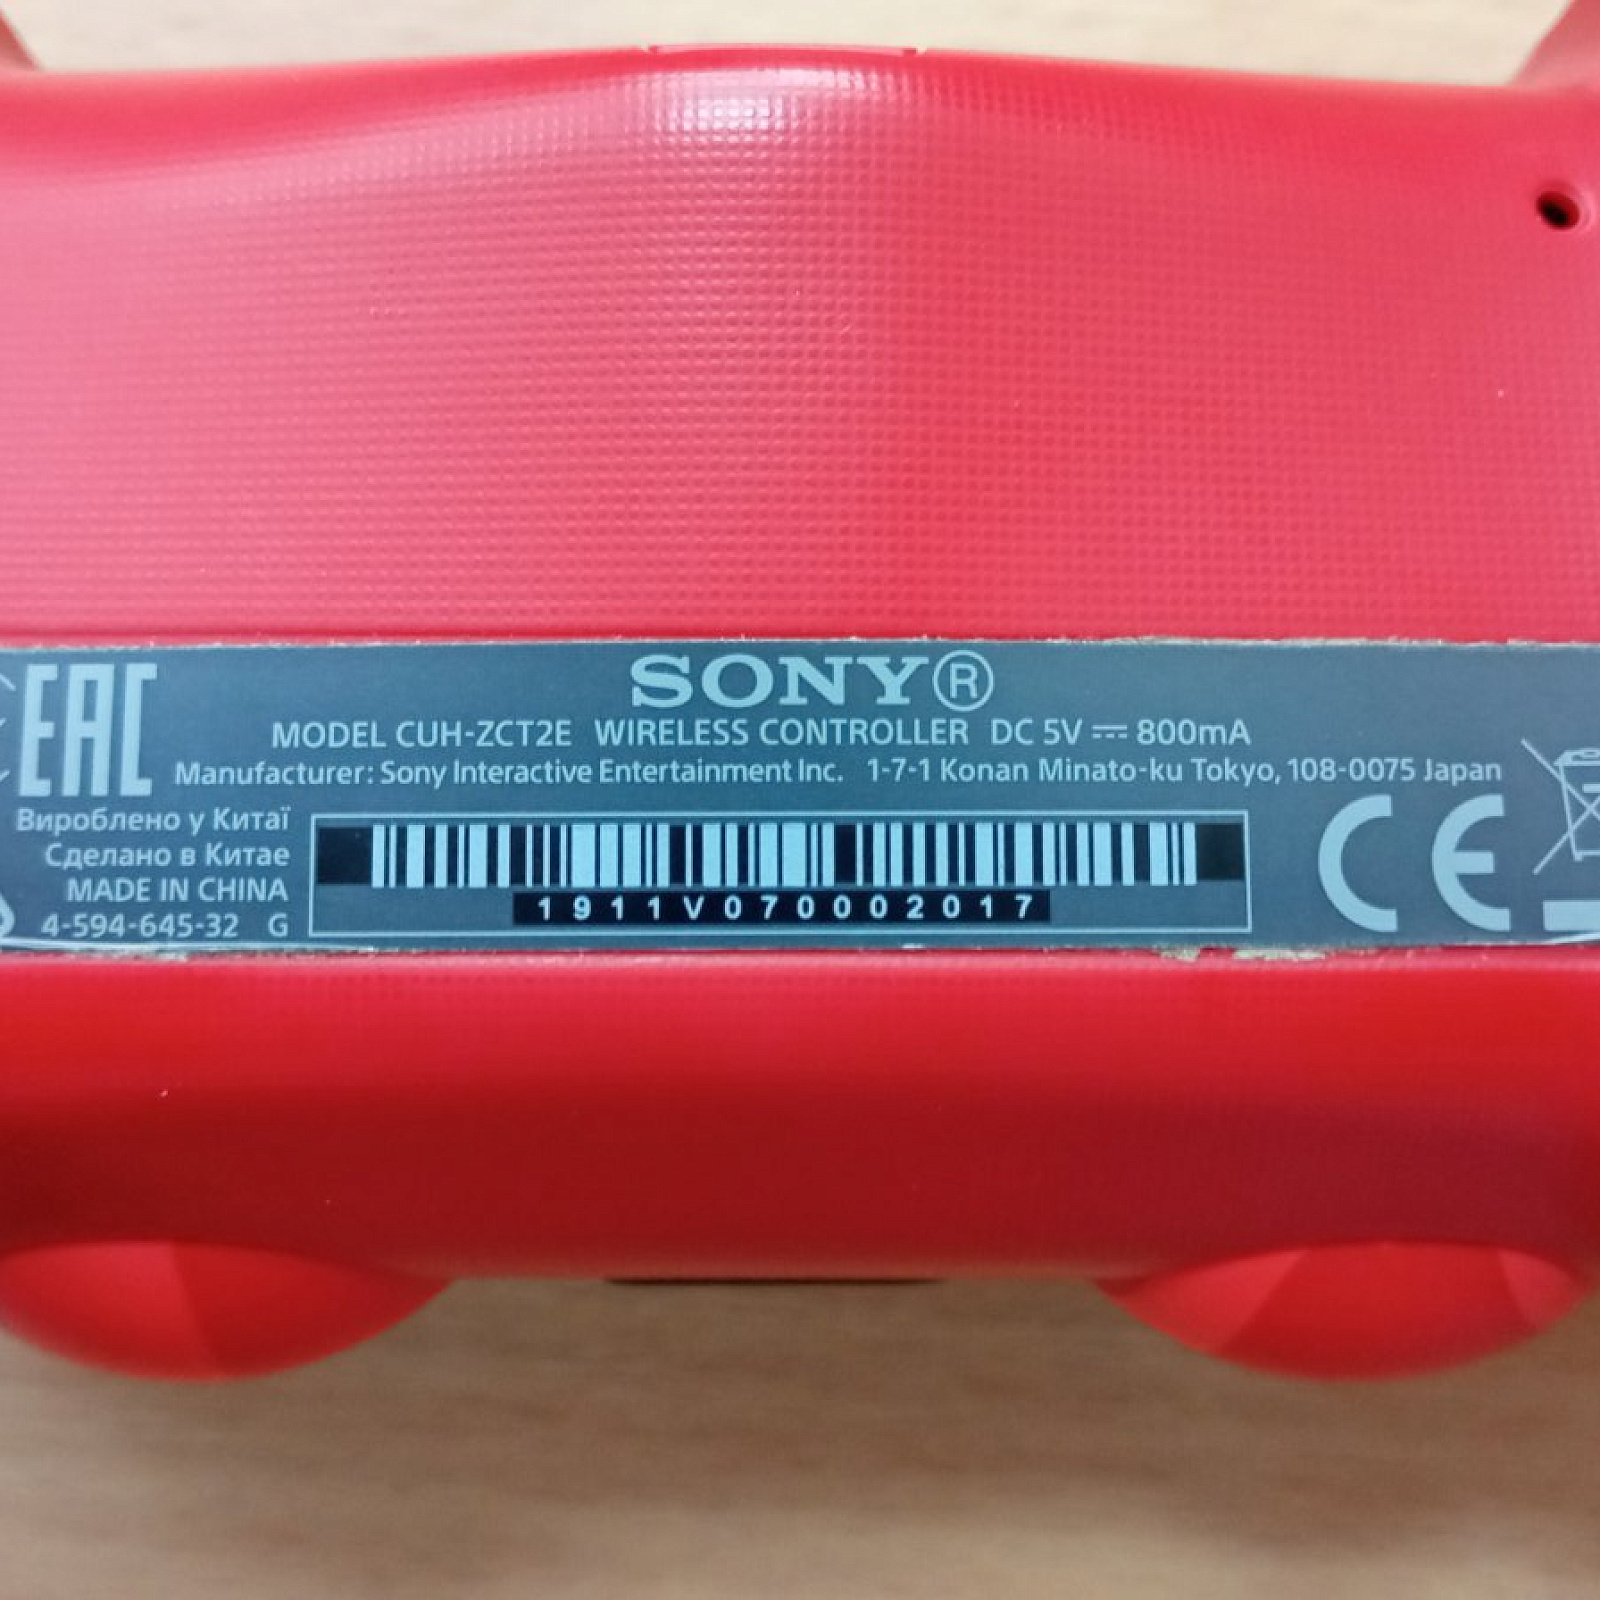 SONY®
EAC
MODEL CUH-ZCT2E WIRELESS CONTROLLER DC 5V ⎓ 800mA
Manufacturer: Sony Interactive Entertainment Inc. 1-7-1 Konan Minato-ku Tokyo, 108-0075 Japan
Вироблено у Китаї
Сделано в Китае
MADE IN CHINA
4-594-645-32 G
1911V070002017
CE